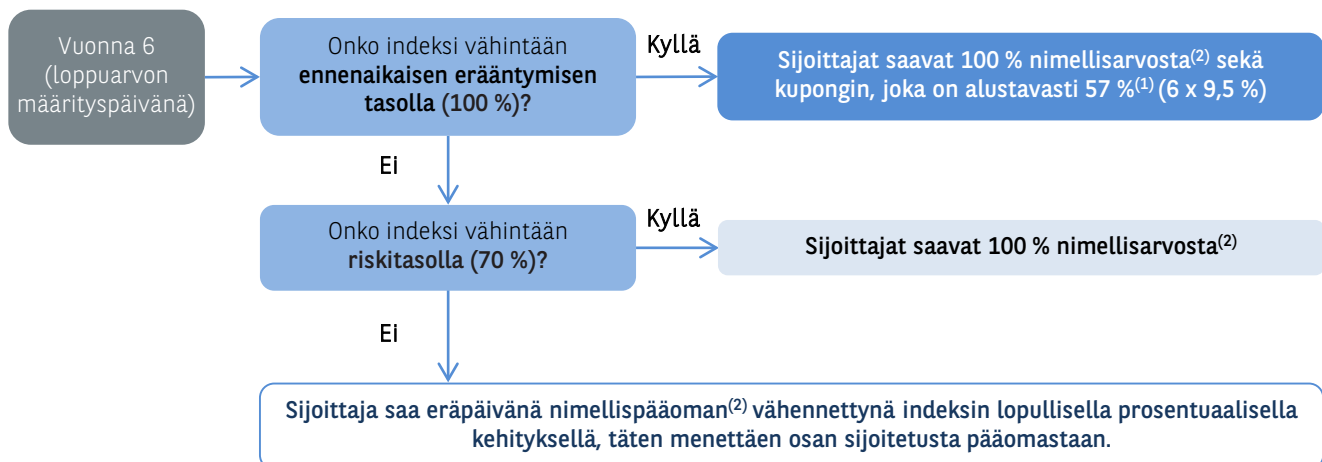 Vuonna 6
(loppuarvon
määrityspäivänä)
Onko indeksi vähintään
ennenaikaisen erääntymisen
tasolla (100 %)?
Kyllä
Sijoittajat saavat 100 % nimellisarvosta(2) sekä
kupongin, joka on alustavasti 57 %(1) (6 x 9,5 %)
Ei
Onko indeksi vähintään
riskitasolla (70 %)?
Kyllä
Sijoittajat saavat 100 % nimellisarvosta(2)
Ei
Sijoittaja saa eräpäivänä nimellispääoman(2) vähennettynä indeksin lopullisella prosentuaalisella
kehityksellä, täten menettäen osan sijoitetusta pääomastaan.